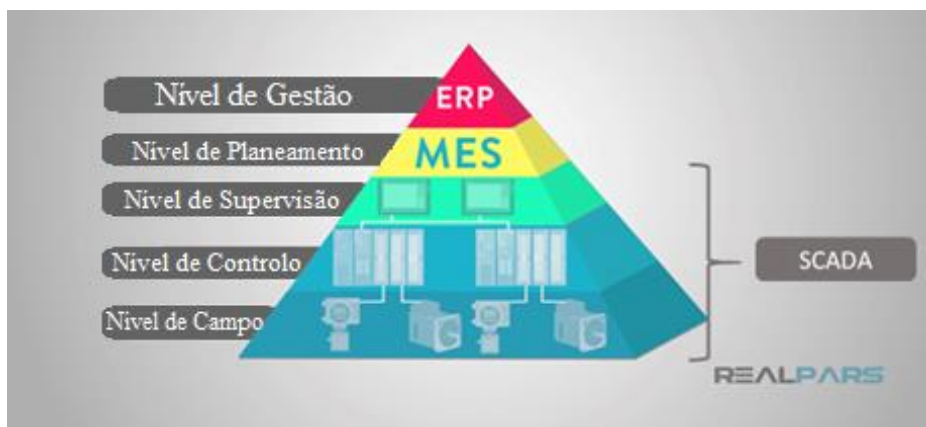 Nível de Gestão
ERP
Nível de Planeamento
MES
Nível de Supervisão
Nível de Controlo
SCADA
Nível de Campo
REALPARS